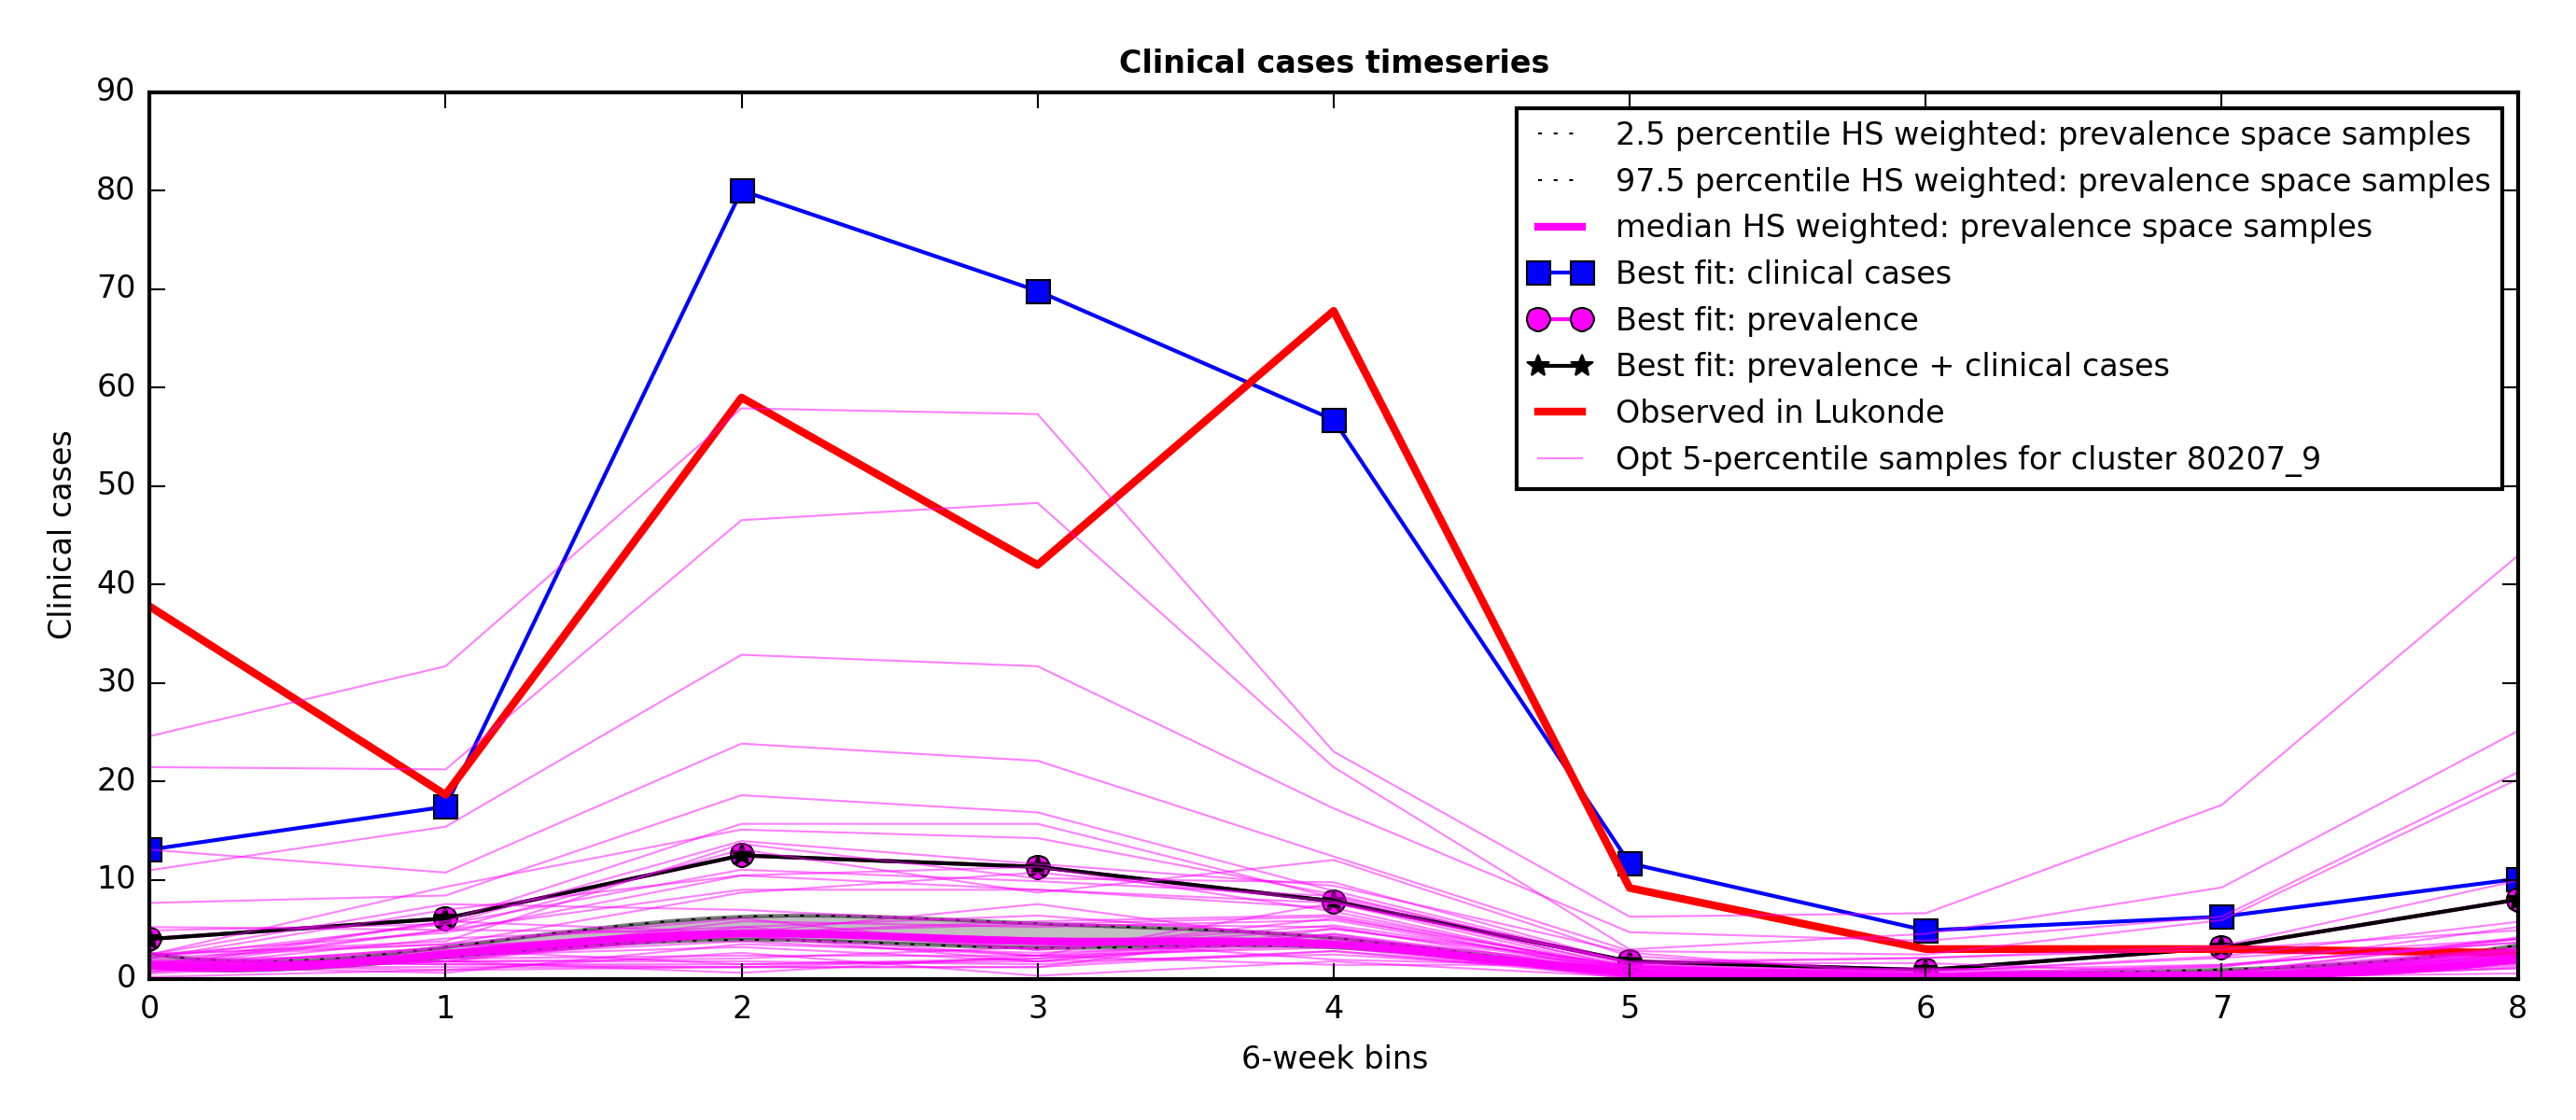 Clinical cases timeseries
90
80
70
60
50
40
30
20
10
0
Clinical cases
2.5 percentile HS weighted: prevalence space samples
97.5 percentile HS weighted: prevalence space samples
median HS weighted: prevalence space samples
Best fit: clinical cases
Best fit: prevalence
Best fit: prevalence + clinical cases
Observed in Lukonde
Opt 5-percentile samples for cluster 80207_9
0 1 2 3 4 5 6 7 8
6-week bins